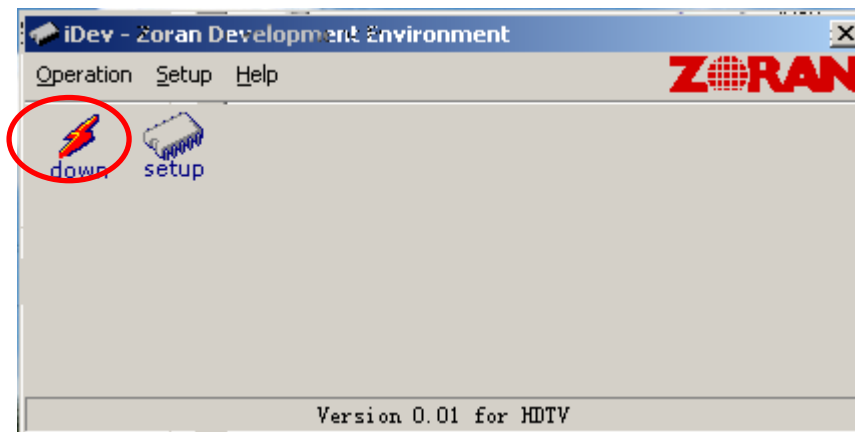 iDev - Zoran Development Environment
Operation Setup Help
ZORAN
down setup
Version 0.01 for HDTV